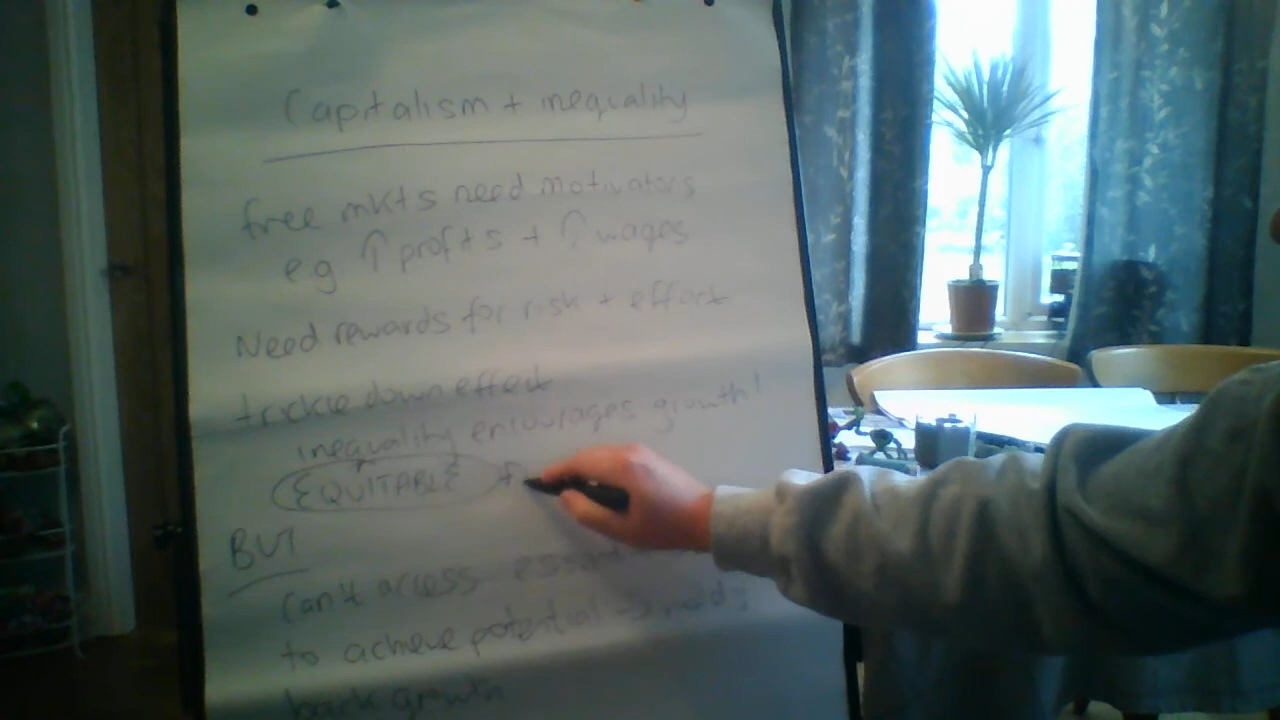 Capitalism + inequality
free mkts need motivators
eg ↑ profits + ↑ wages
Need rewards for risk + effort
trickle down effect
inequality encourages growth!
EQUITABLE
BUT
Can't access
to achieve potential →
back growth